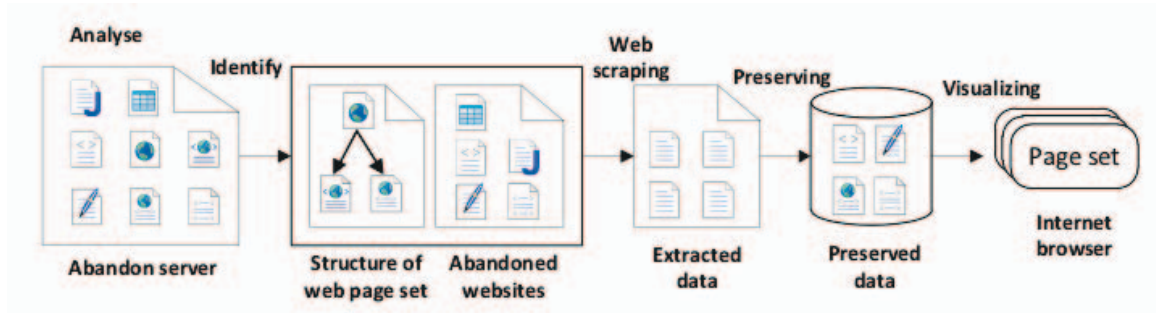 Analyse
Identify
Web
scraping
Preserving
Visualizing
Page set
Abandon server
Structure of
web page set
Abandoned
websites
Extracted
data
Preserved
data
Internet
browser